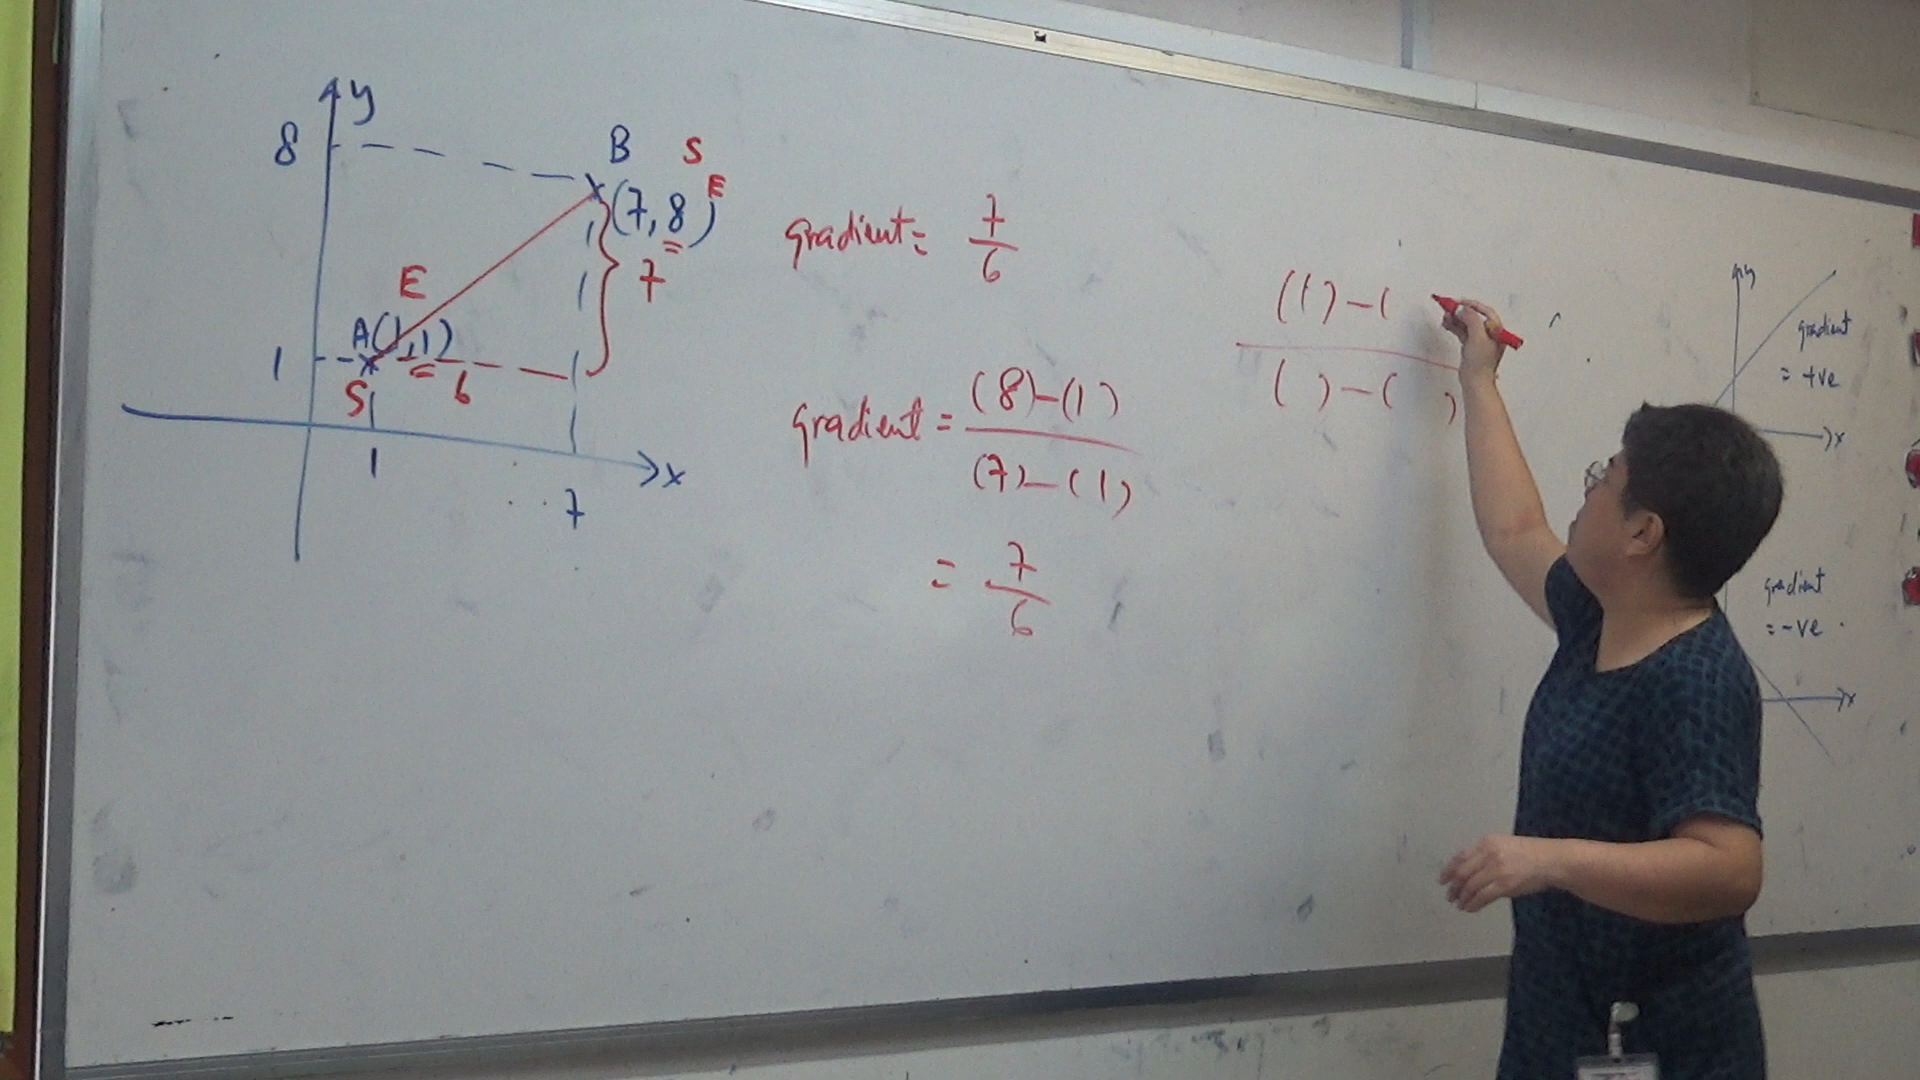 y
8
B S
E
(7, 8)
7
E
A(1,1)
1
S
6
1
7
x
gradient = 7/6
gradient = (8)-(1)
(7)-(1)
= 7/6
(1)-(
( )-( )
y
gradient
= +ve
x
gradient
= -ve
x